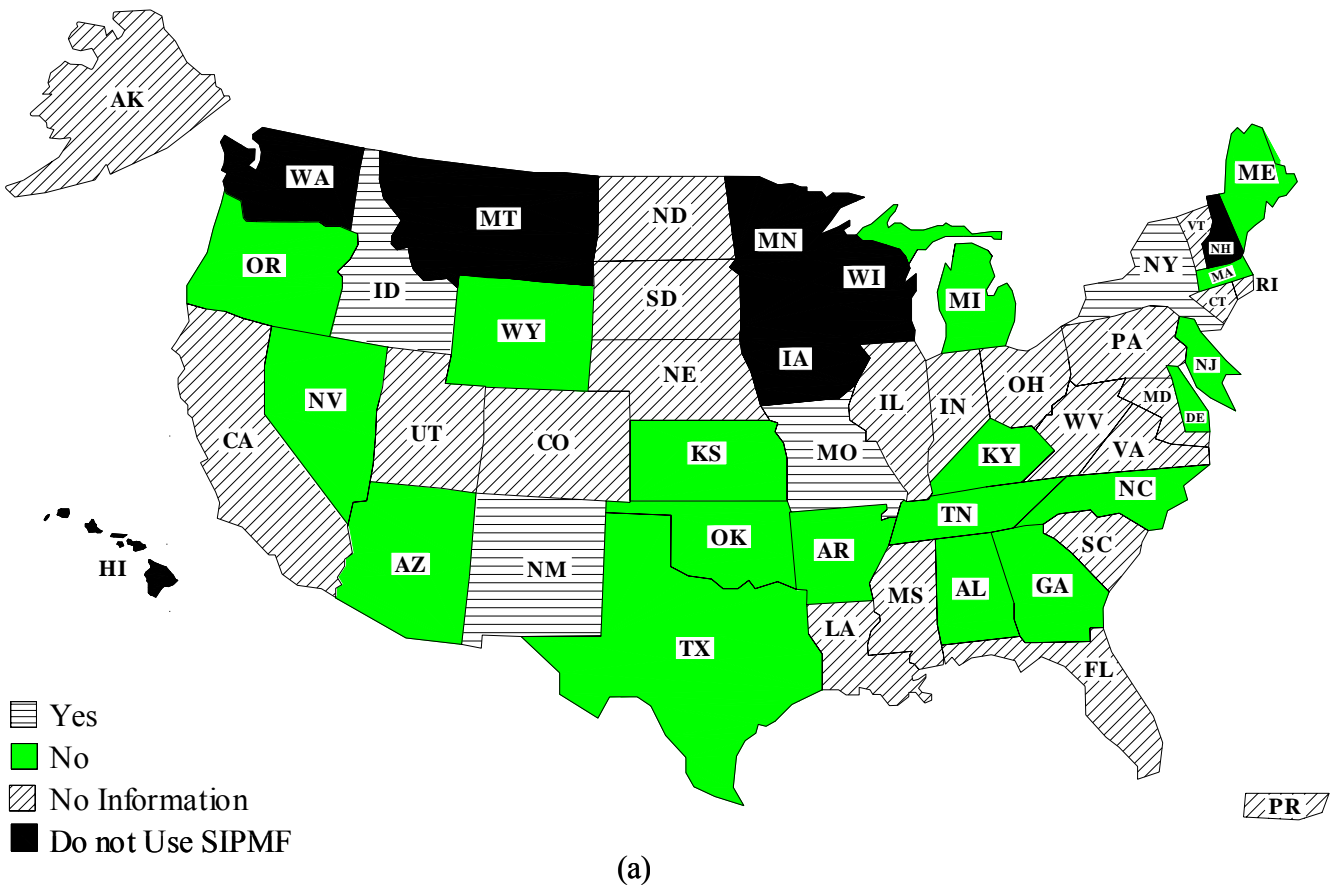 AK
WA
MT
ND
MN
WI
MI
ME
VT
NH
NY
MA
RI
CT
OR
ID
WY
SD
IA
NE
PA
NJ
OH
IN
IL
MD
DE
WV
VA
NV
UT
CO
CA
KS
MO
KY
NC
TN
OK
AR
SC
AZ
NM
HI
MS
AL
GA
LA
TX
FL
PR
Yes
No
No Information
Do not Use SIPMF
(a)